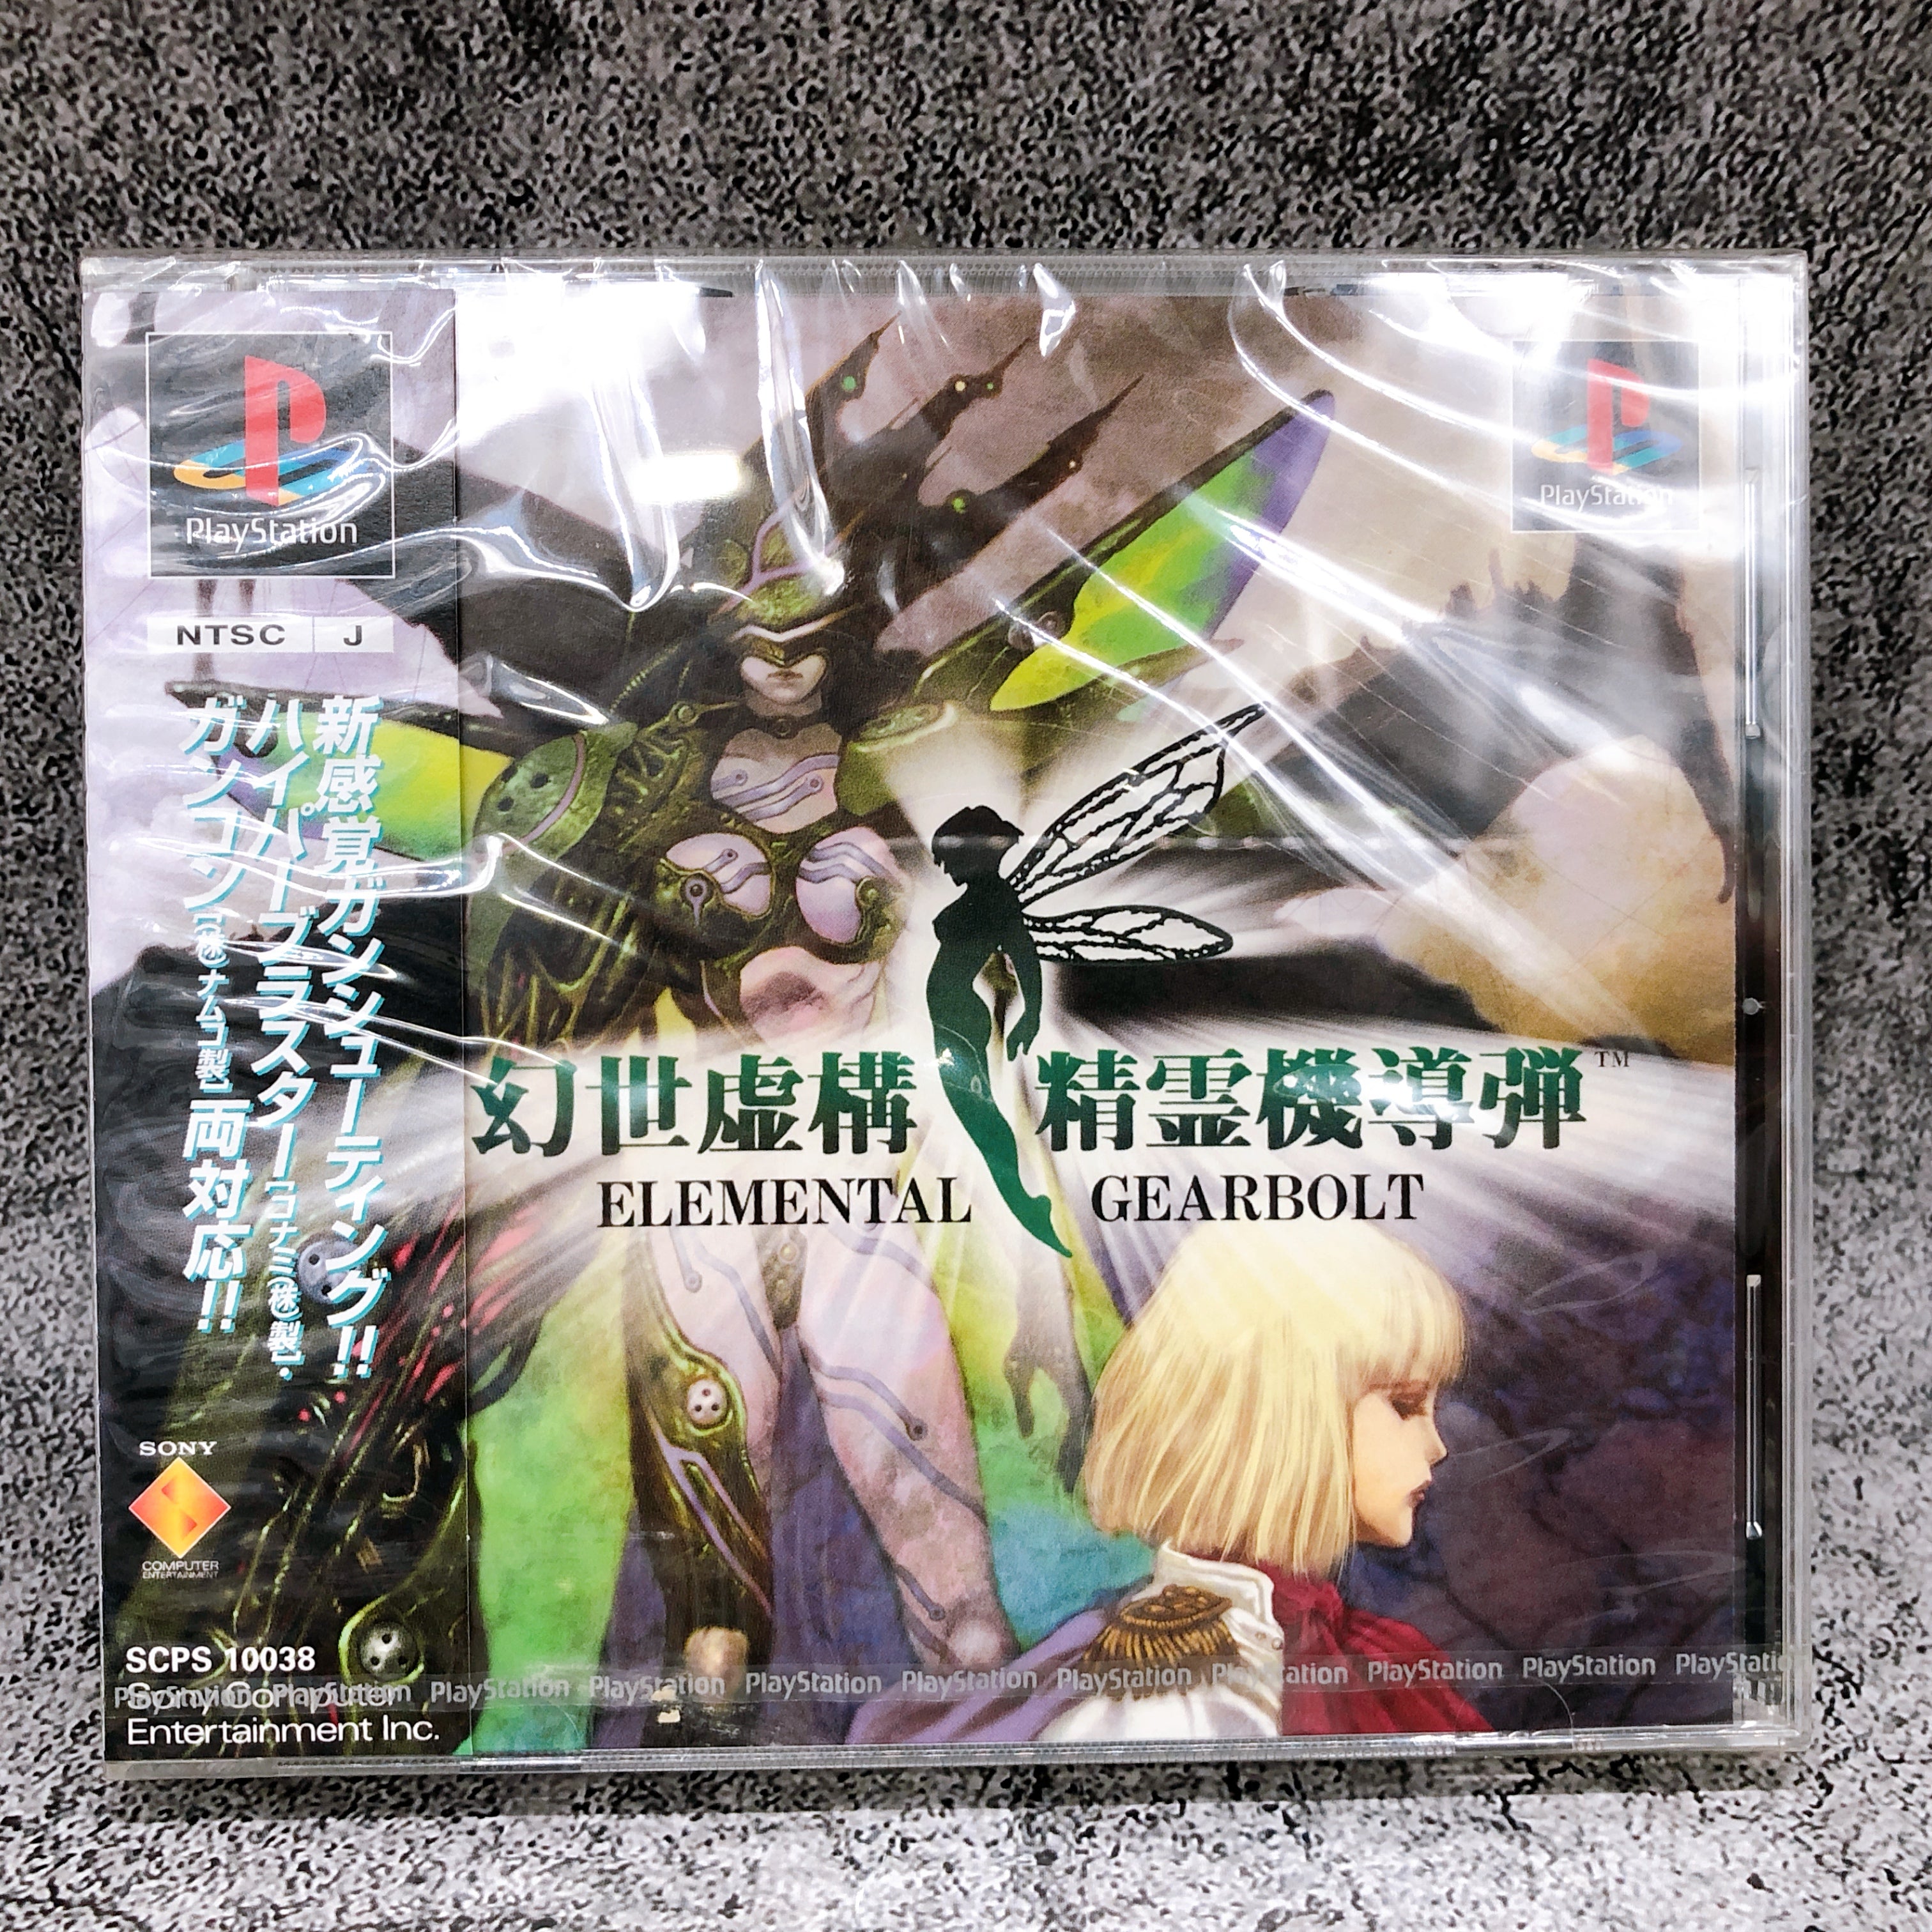 PlayStation
NTSC J
新感覚ガンシューティング!!
ハイパーブラスター[コナミ㈱製]・
ガンコン[㈱ナムコ製]両対応!!
SONY
COMPUTER
ENTERTAINMENT
SCPS 10038
Sony Computer
Entertainment Inc.
PlayStation
幻世虚構 精霊機導弾™
ELEMENTAL GEARBOLT
PlayStation PlayStation PlayStation PlayStation PlayStation PlayStation PlayStation PlayStation PlayStation PlayStation PlayStatio